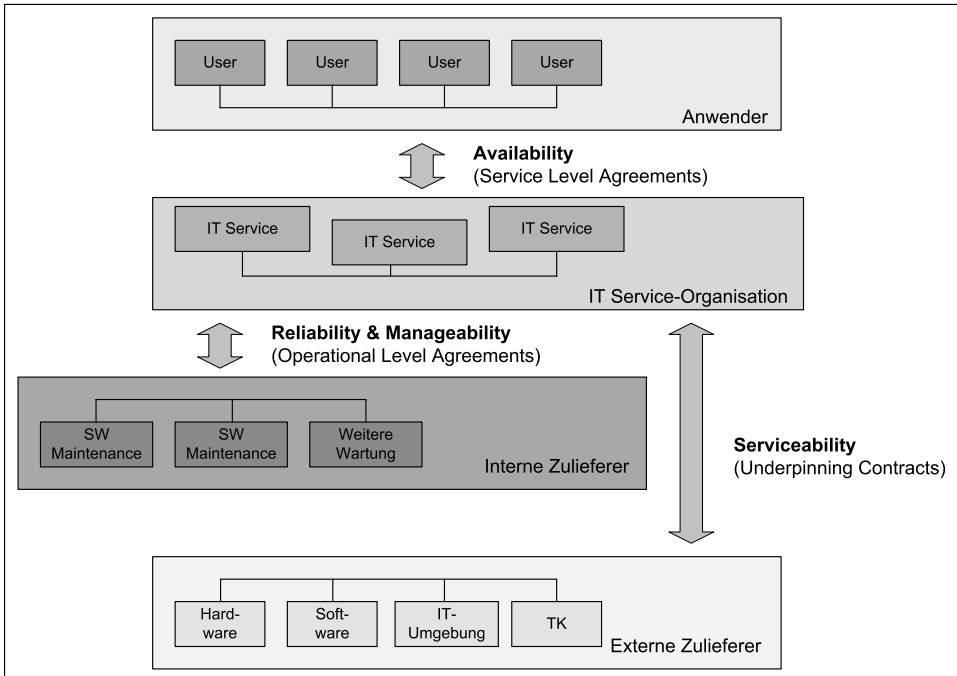 User
User
User
User
Anwender
Availability
(Service Level Agreements)
IT Service
IT Service
IT Service
IT Service-Organisation
Reliability & Manageability
(Operational Level Agreements)
SW
Maintenance
SW
Maintenance
Weitere
Wartung
Interne Zulieferer
Serviceability
(Underpinning Contracts)
Hard-
ware
Soft-
ware
IT-
Umgebung
TK
Externe Zulieferer